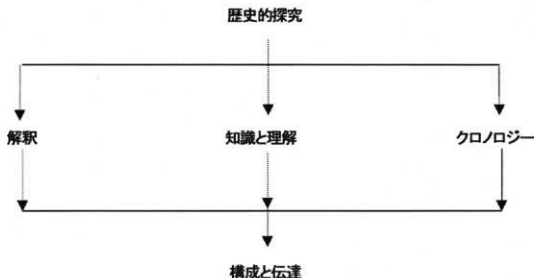 歴史的探究
解釈
知識と理解
クロノロジー
構成と伝達